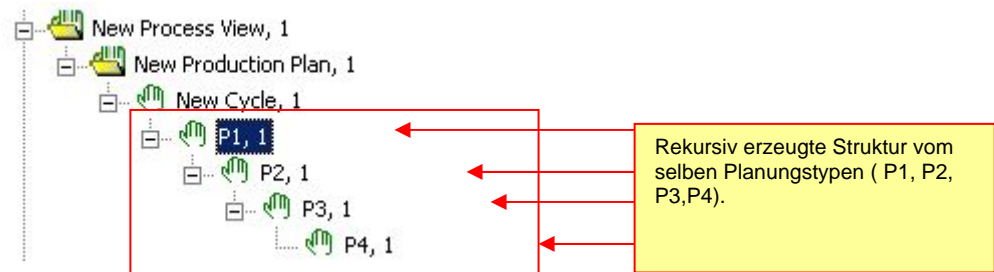 New Process View, 1
New Production Plan, 1
New Cycle, 1
P1, 1
P2, 1
P3, 1
P4, 1
Rekursiv erzeugte Struktur vom
selben Planungstypen ( P1, P2,
P3,P4).